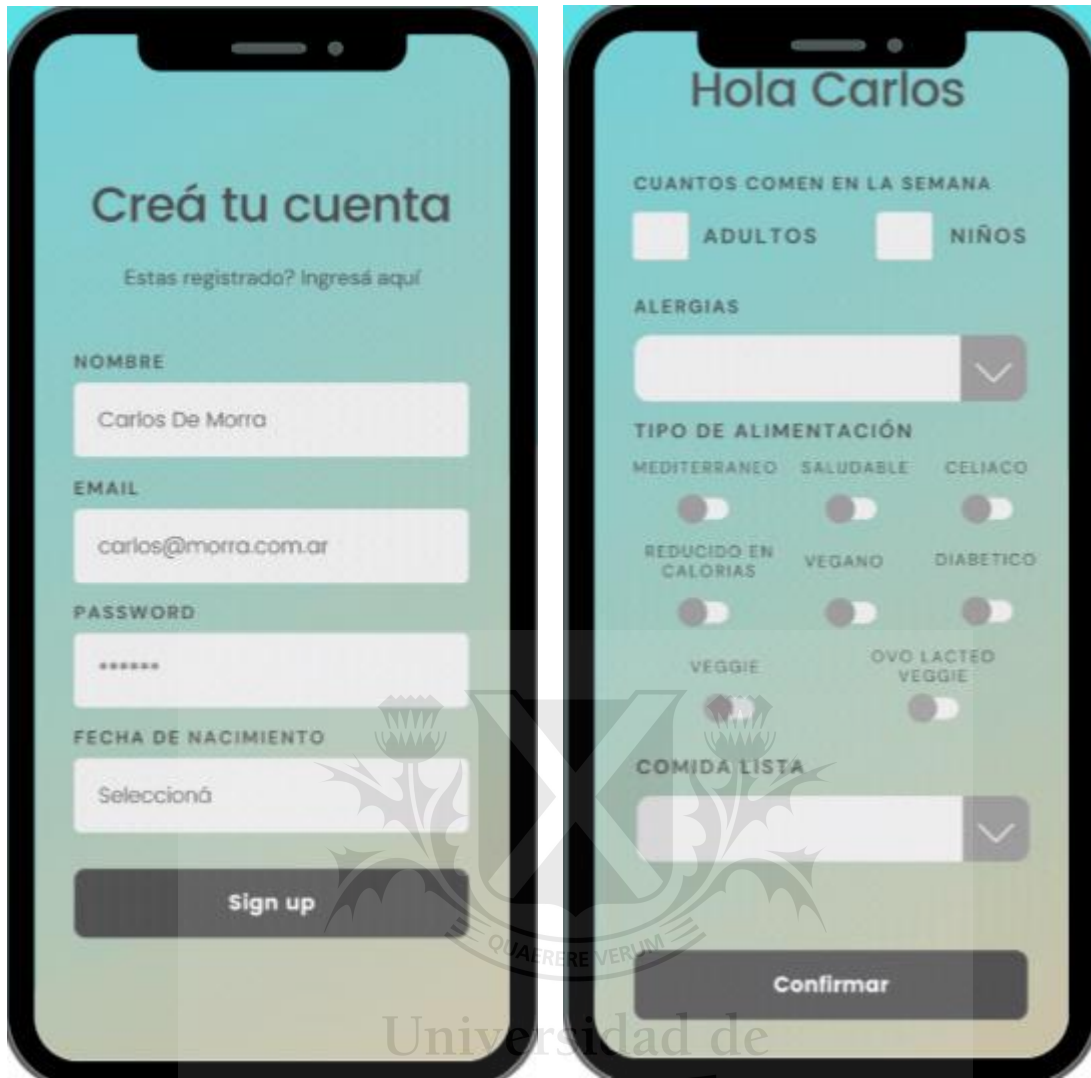 Creá tu cuenta
Estas registrado? Ingresá aquí
NOMBRE
Carlos De Morra
EMAIL
carlos@morra.com.ar
PASSWORD
******
FECHA DE NACIMIENTO
Seleccioná
Sign up
Hola Carlos
CUANTOS COMEN EN LA SEMANA
ADULTOS NIÑOS
ALERGIAS
TIPO DE ALIMENTACIÓN
MEDITERRANEO SALUDABLE CELIACO
REDUCIDO EN CALORIAS VEGANO DIABETICO
VEGGIE OVO LACTEO VEGGIE
COMIDA LISTA
Confirmar
QUAERERE VERUM
Universidad de